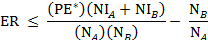 ER ≤ (PE*)(NI_A + NI_B) / (N_A)(N_B) − N_B / N_A